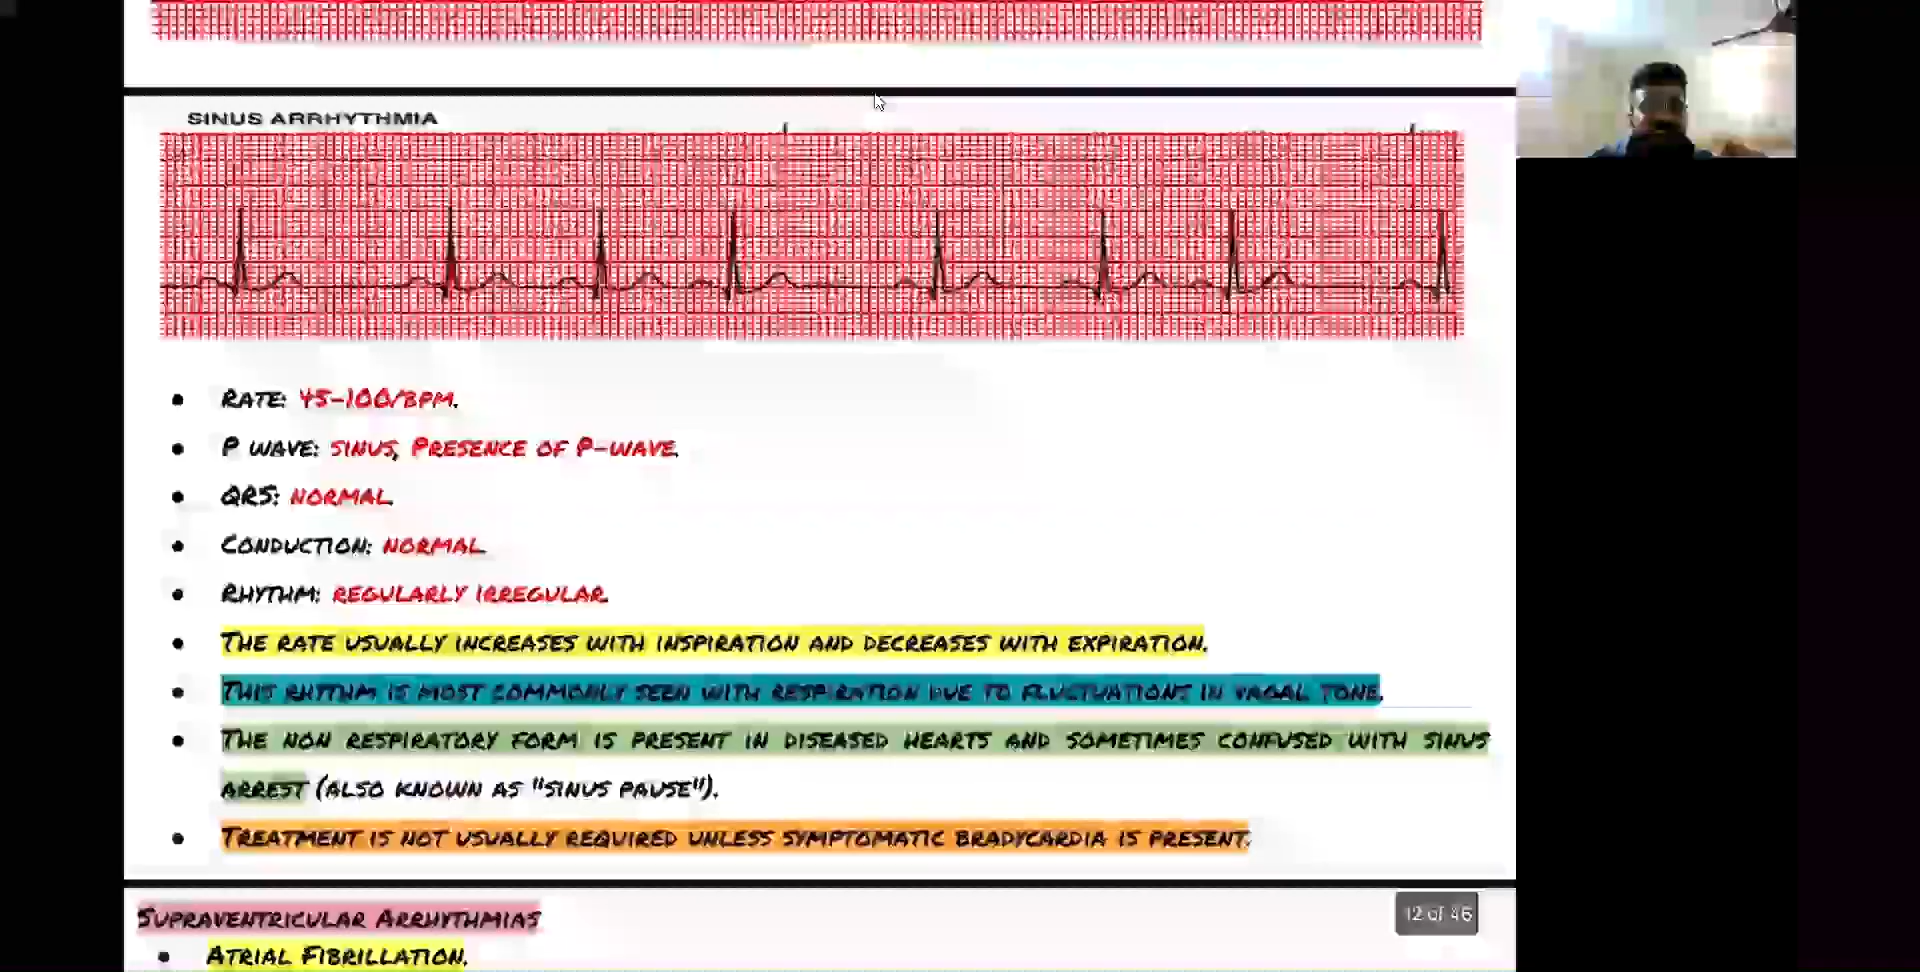 SINUS ARRHYTHMIA
• RATE: 45-100/BPM.
• P WAVE: SINUS, PRESENCE OF P-WAVE.
• QRS: NORMAL
• CONDUCTION: NORMAL
• RHYTHM: REGULARLY IRREGULAR
• THE RATE USUALLY INCREASES WITH INSPIRATION AND DECREASES WITH EXPIRATION.
• THIS RHYTHM IS MOST COMMONLY SEEN WITH RESPIRATION DUE TO FLUCTUATIONS IN VAGAL TONE.
• THE NON RESPIRATORY FORM IS PRESENT IN DISEASED HEARTS AND SOMETIMES CONFUSED WITH SINUS
ARREST (ALSO KNOWN AS "SINUS PAUSE").
• TREATMENT IS NOT USUALLY REQUIRED UNLESS SYMPTOMATIC BRADYCARDIA IS PRESENT.
SUPRAVENTRICULAR ARRHYTHMIAS
12 of 46
• ATRIAL FIBRILLATION.